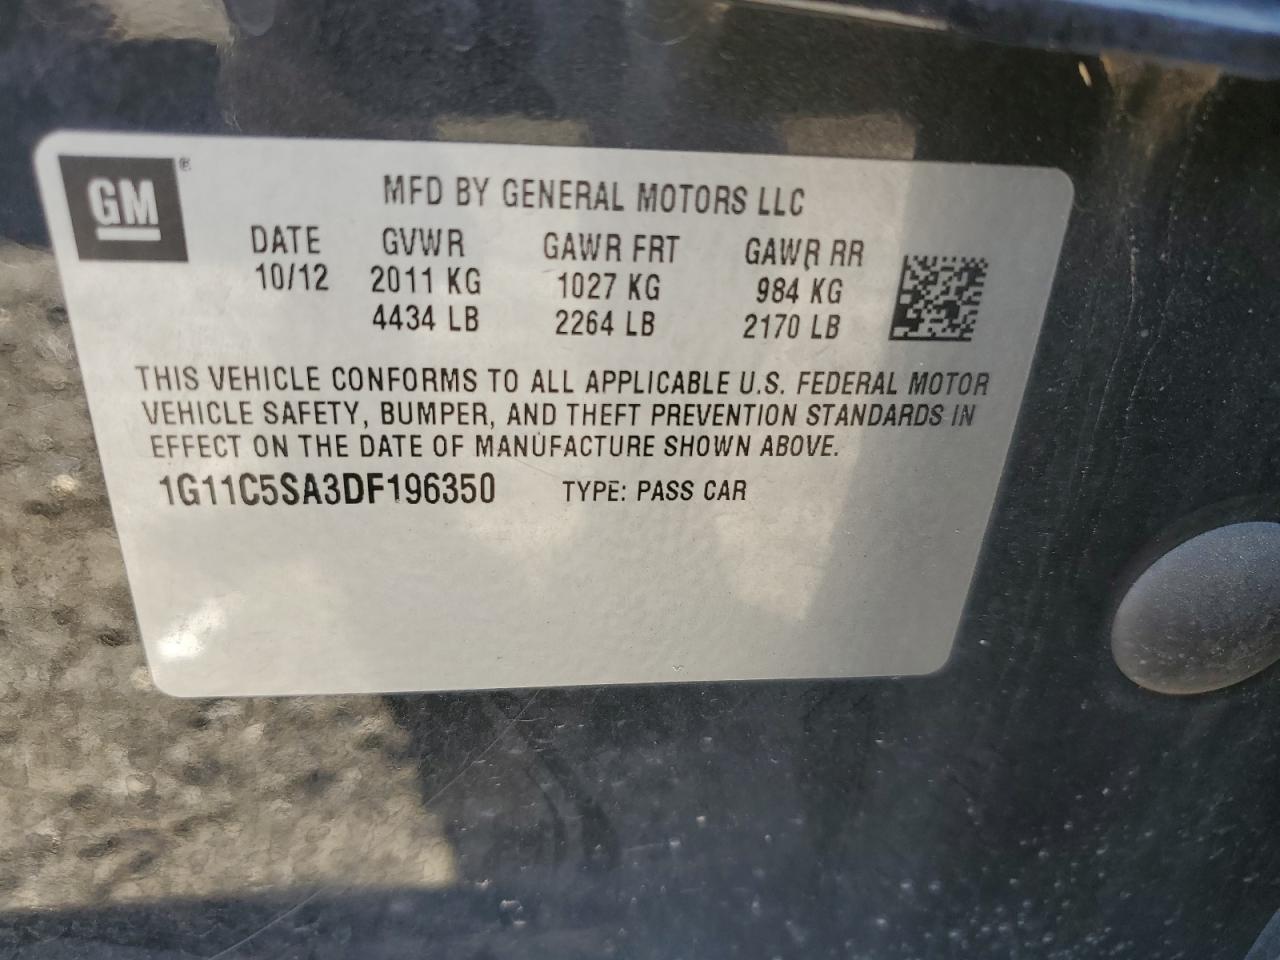 GM ®
MFD BY GENERAL MOTORS LLC
DATE GVWR GAWR FRT GAWR RR
10/12 2011 KG 1027 KG 984 KG
4434 LB 2264 LB 2170 LB
THIS VEHICLE CONFORMS TO ALL APPLICABLE U.S. FEDERAL MOTOR
VEHICLE SAFETY, BUMPER, AND THEFT PREVENTION STANDARDS IN
EFFECT ON THE DATE OF MANUFACTURE SHOWN ABOVE.
1G11C5SA3DF196350 TYPE: PASS CAR